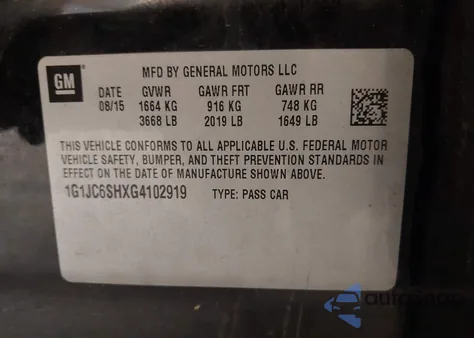 GM
MFD BY GENERAL MOTORS LLC
DATE GVWR GAWR FRT GAWR RR
08/15 1664 KG 916 KG 748 KG
3668 LB 2019 LB 1649 LB
THIS VEHICLE CONFORMS TO ALL APPLICABLE U.S. FEDERAL MOTOR
VEHICLE SAFETY, BUMPER, AND THEFT PREVENTION STANDARDS IN
EFFECT ON THE DATE OF MANUFACTURE SHOWN ABOVE.
1G1JC6SHXG4102919 TYPE: PASS CAR